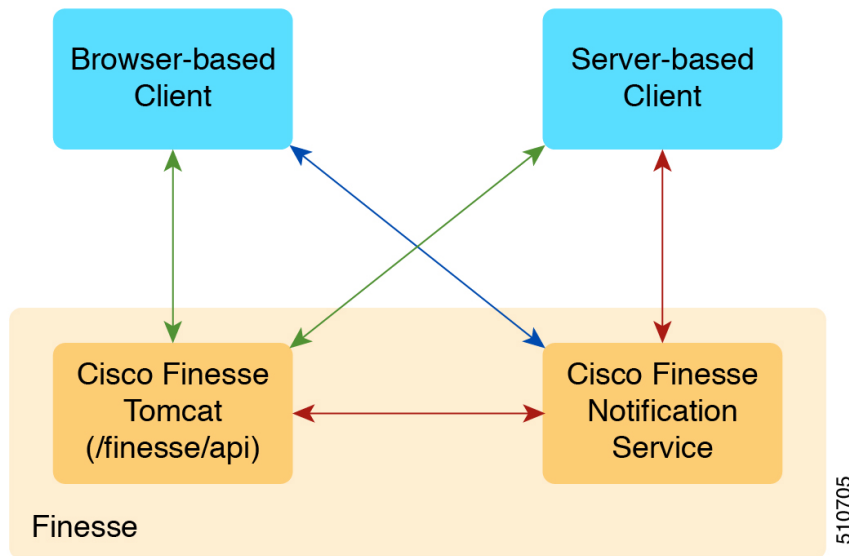 Browser-based
Client
Server-based
Client
Cisco Finesse
Tomcat
(/finesse/api)
Cisco Finesse
Notification
Service
Finesse
510705